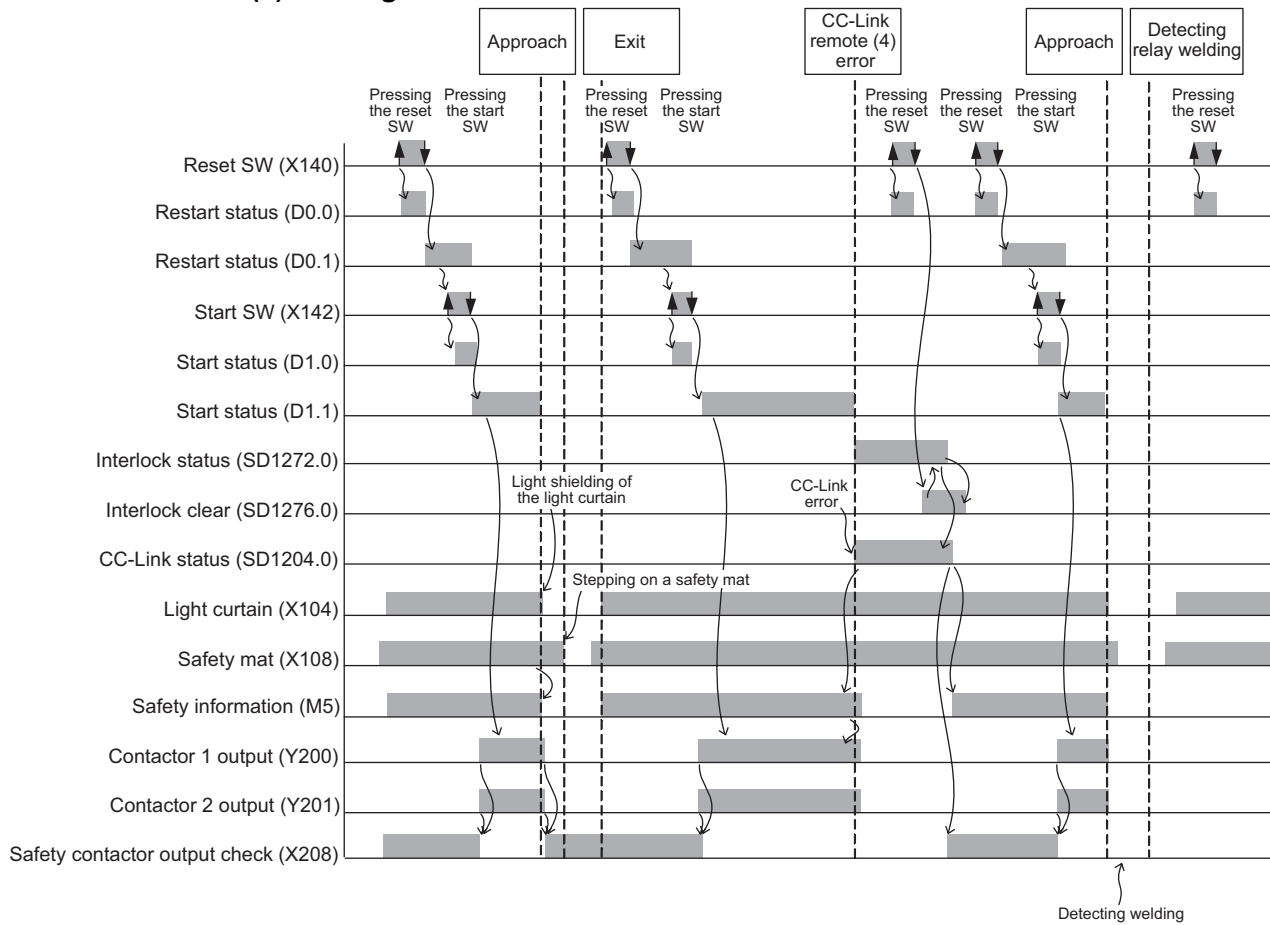 Approach
Exit
CC-Link
remote (4)
error
Approach
Detecting
relay welding
Pressing
the reset
SW
Pressing
the start
SW
Pressing
the reset
SW
Pressing
the start
SW
Pressing
the reset
SW
Pressing
the reset
SW
Pressing
the start
SW
Pressing
the reset
SW
Reset SW (X140)
Restart status (D0.0)
Restart status (D0.1)
Start SW (X142)
Start status (D1.0)
Start status (D1.1)
Interlock status (SD1272.0)
Light shielding of
the light curtain
CC-Link
error
Interlock clear (SD1276.0)
CC-Link status (SD1204.0)
Stepping on a safety mat
Light curtain (X104)
Safety mat (X108)
Safety information (M5)
Contactor 1 output (Y200)
Contactor 2 output (Y201)
Safety contactor output check (X208)
Detecting welding